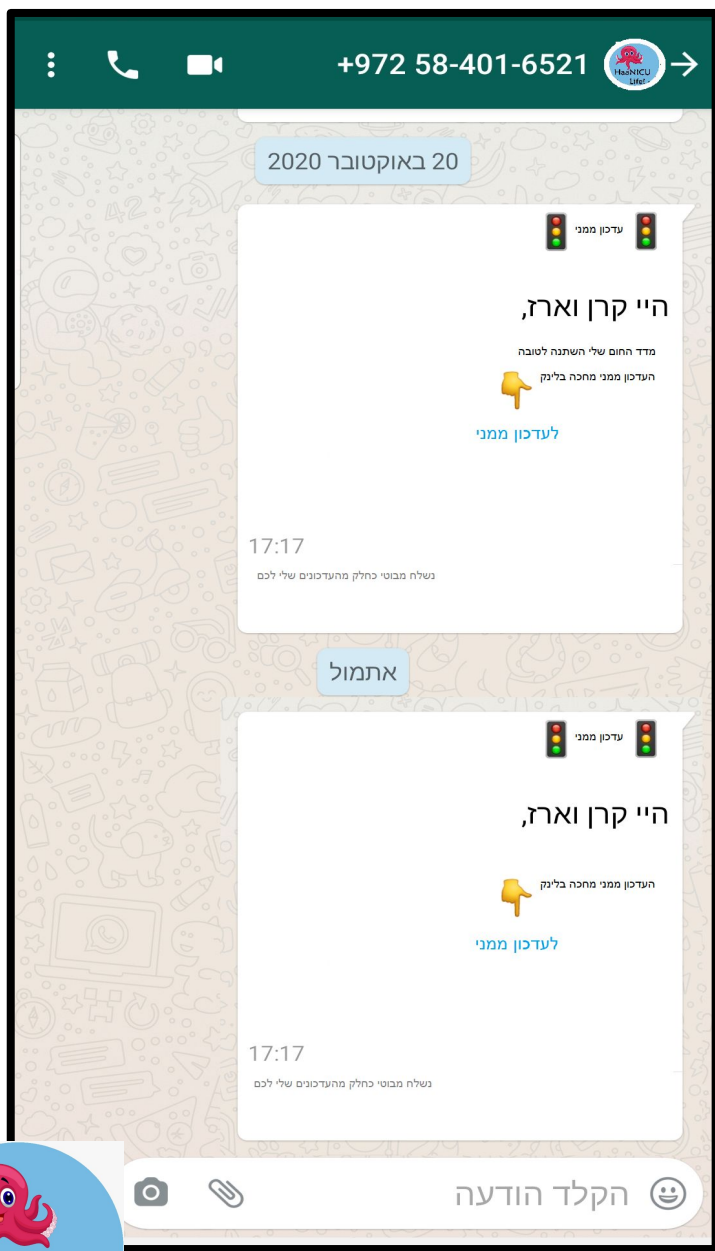 +972 58-401-6521
HaaNICU
Life!
20 באוקטובר 2020
עדכון ממני
היי קרן וארז,
מדד החום שלי השתנה לטובה
העדכון ממני מחכה בלינק
לעדכון ממני
17:17
נשלח מבוטי כחלק מהעדכונים שלי לכם
אתמול
עדכון ממני
היי קרן וארז,
העדכון ממני מחכה בלינק
לעדכון ממני
17:17
נשלח מבוטי כחלק מהעדכונים שלי לכם
הקלד הודעה